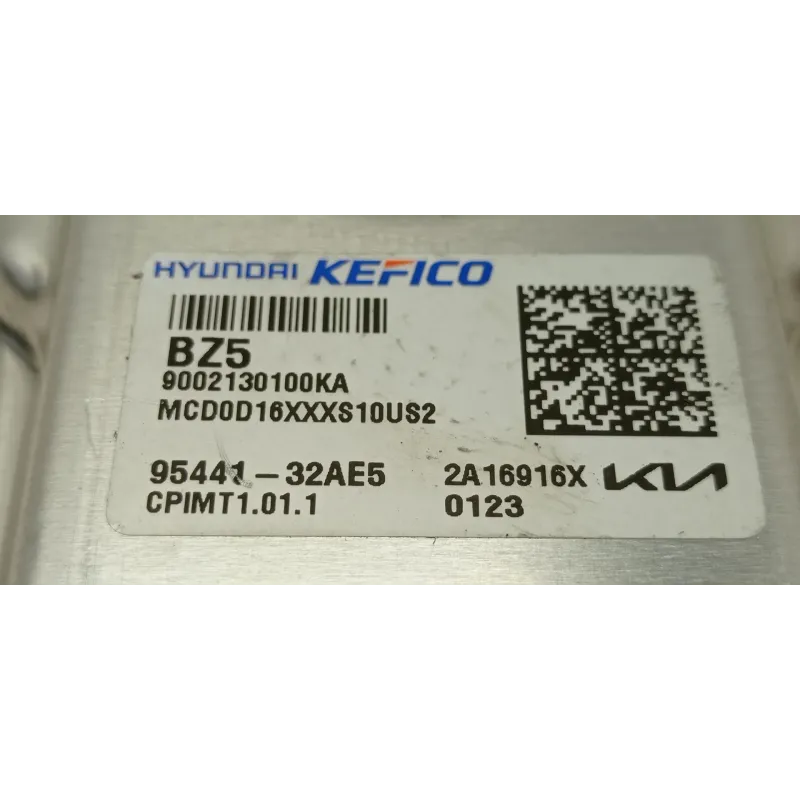 HYUNDAI KEFICO
BZ5
9002130100KA
MCD0D16XXXS10US2
95441-32AE5 2A16916X KIA
CPIMT1.01.1 0123